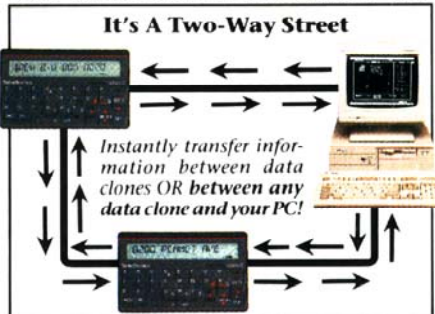 It's A Two-Way Street
Instantly transfer infor-
mation between data
clones OR between any
data clone and your PC!